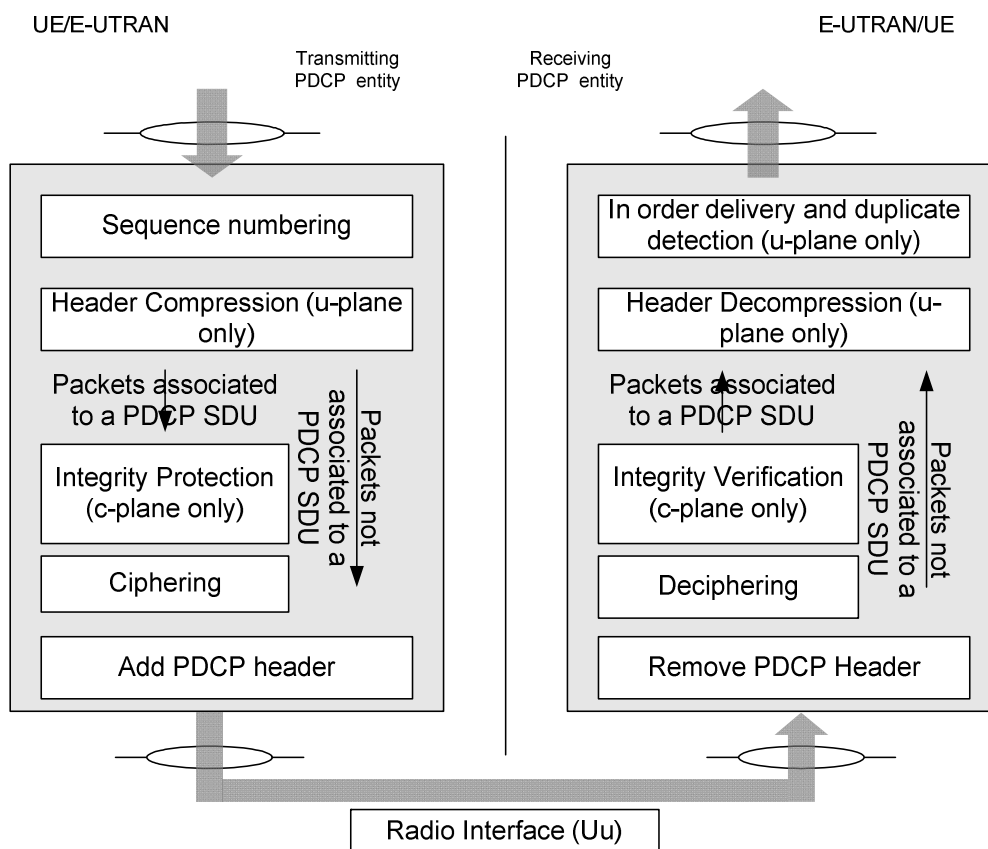 UE/E-UTRAN
E-UTRAN/UE
Transmitting
PDCP entity
Receiving
PDCP entity
Sequence numbering
Header Compression (u-plane
only)
Packets associated
to a PDCP SDU
Packets not
associated to a
PDCP SDU
Integrity Protection
(c-plane only)
Ciphering
Add PDCP header
In order delivery and duplicate
detection (u-plane only)
Header Decompression (u-
plane only)
Packets associated
to a PDCP SDU
Packets not
associated to a
PDCP SDU
Integrity Verification
(c-plane only)
Deciphering
Remove PDCP Header
Radio Interface (Uu)